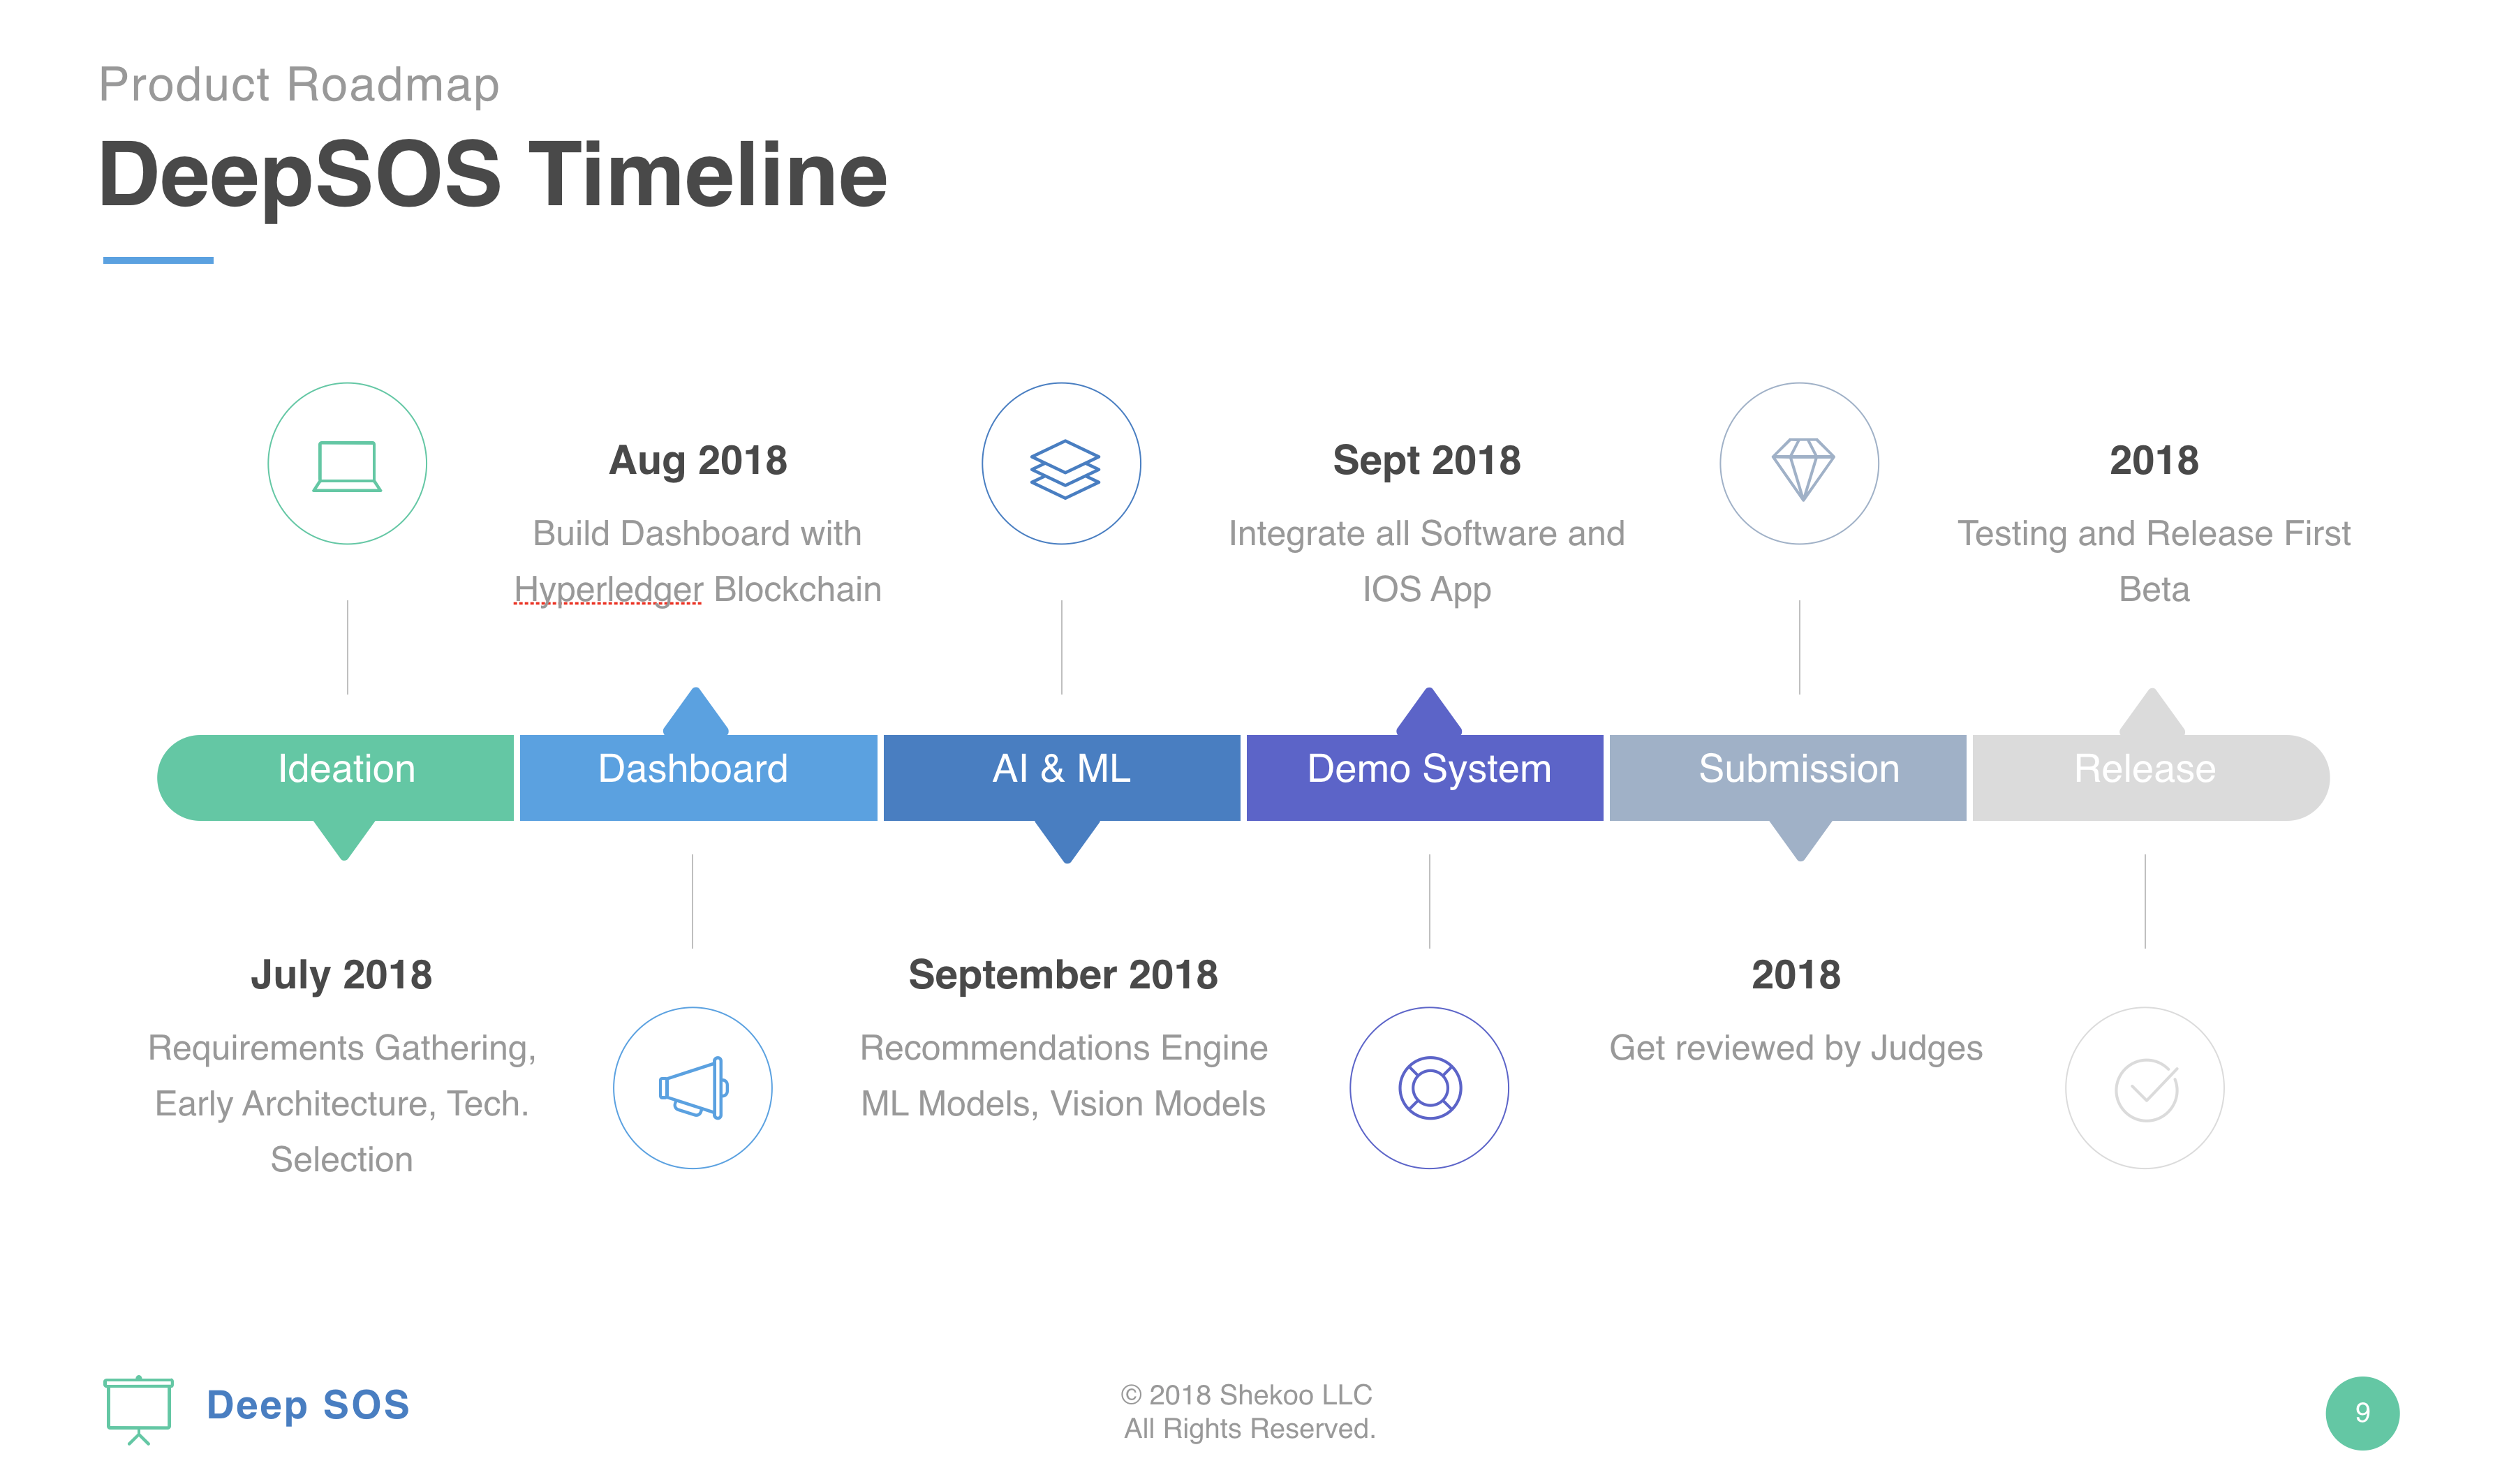 Product Roadmap
DeepSOS Timeline
Aug 2018
Build Dashboard with
Hyperledger Blockchain
Sept 2018
Integrate all Software and
IOS App
2018
Testing and Release First
Beta
Ideation
Dashboard
AI & ML
Demo System
Submission
Release
July 2018
Requirements Gathering,
Early Architecture, Tech.
Selection
September 2018
Recommendations Engine
ML Models, Vision Models
2018
Get reviewed by Judges
Deep SOS
© 2018 Shekoo LLC
All Rights Reserved.
9